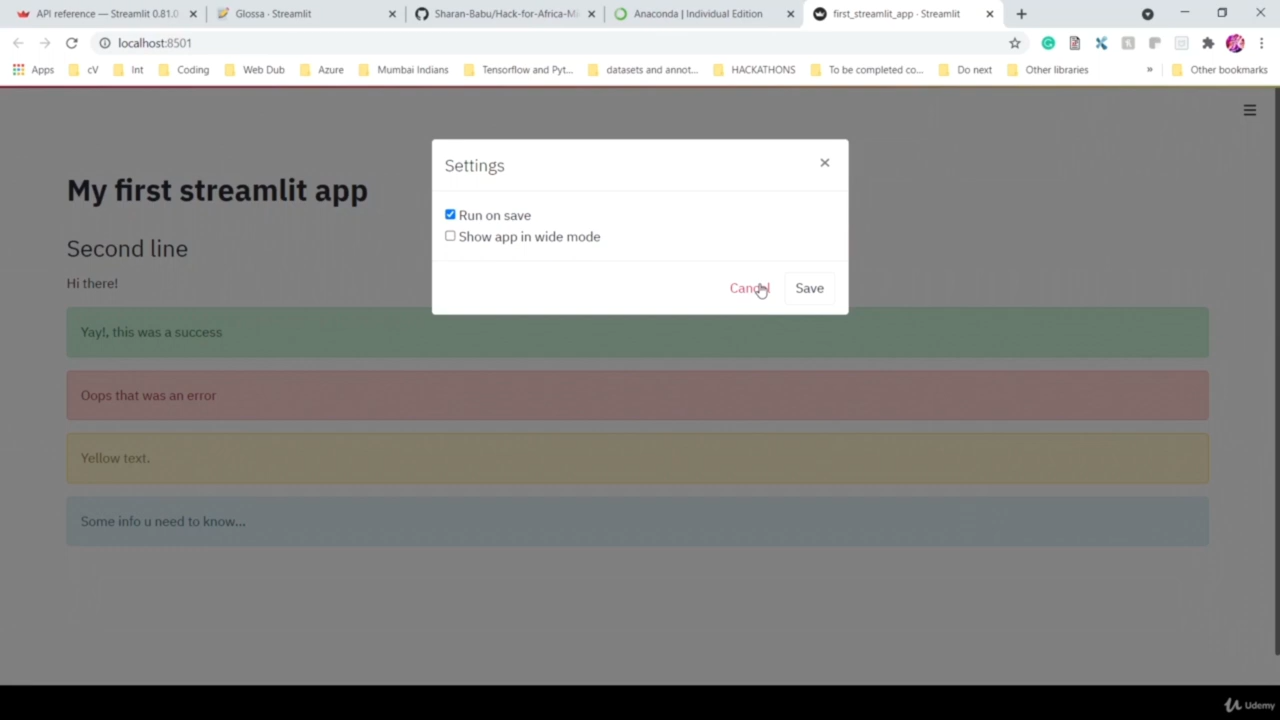 API reference — Streamlit 0.81.0
Glossa · Streamlit
Sharan-Babu/Hack-for-Africa-Mi
Anaconda | Individual Edition
first_streamlit_app · Streamlit
localhost:8501
Apps
cV
Int
Coding
Web Dub
Azure
Mumbai Indians
Tensorflow and Pyt...
datasets and annot...
HACKATHONS
To be completed co...
Do next
Other libraries
»
Other bookmarks
Settings
Run on save
Show app in wide mode
Cancel
Save
My first streamlit app
Second line
Hi there!
Yay!, this was a success
Oops that was an error
Yellow text.
Some info u need to know...
Udemy